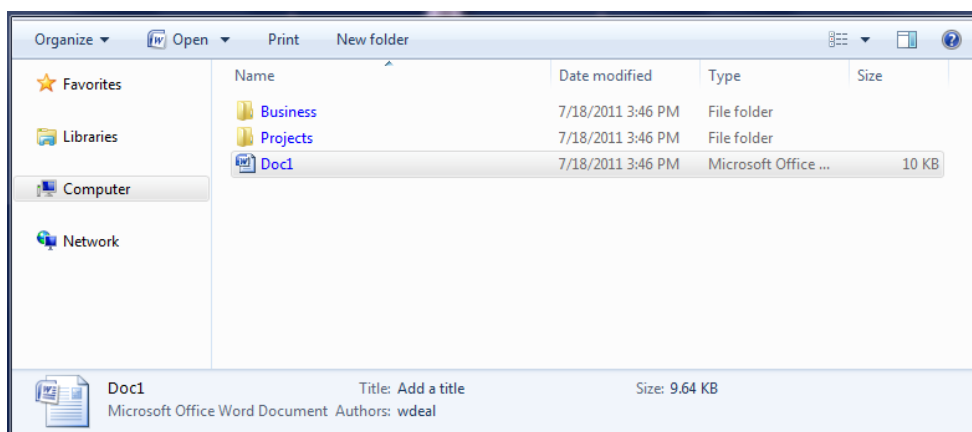 Organize Open Print New folder
Favorites
Libraries
Computer
Network
Name Date modified Type Size
Business 7/18/2011 3:46 PM File folder
Projects 7/18/2011 3:46 PM File folder
Doc1 7/18/2011 3:46 PM Microsoft Office ... 10 KB
Doc1 Title: Add a title Size: 9.64 KB
Microsoft Office Word Document Authors: wdeal